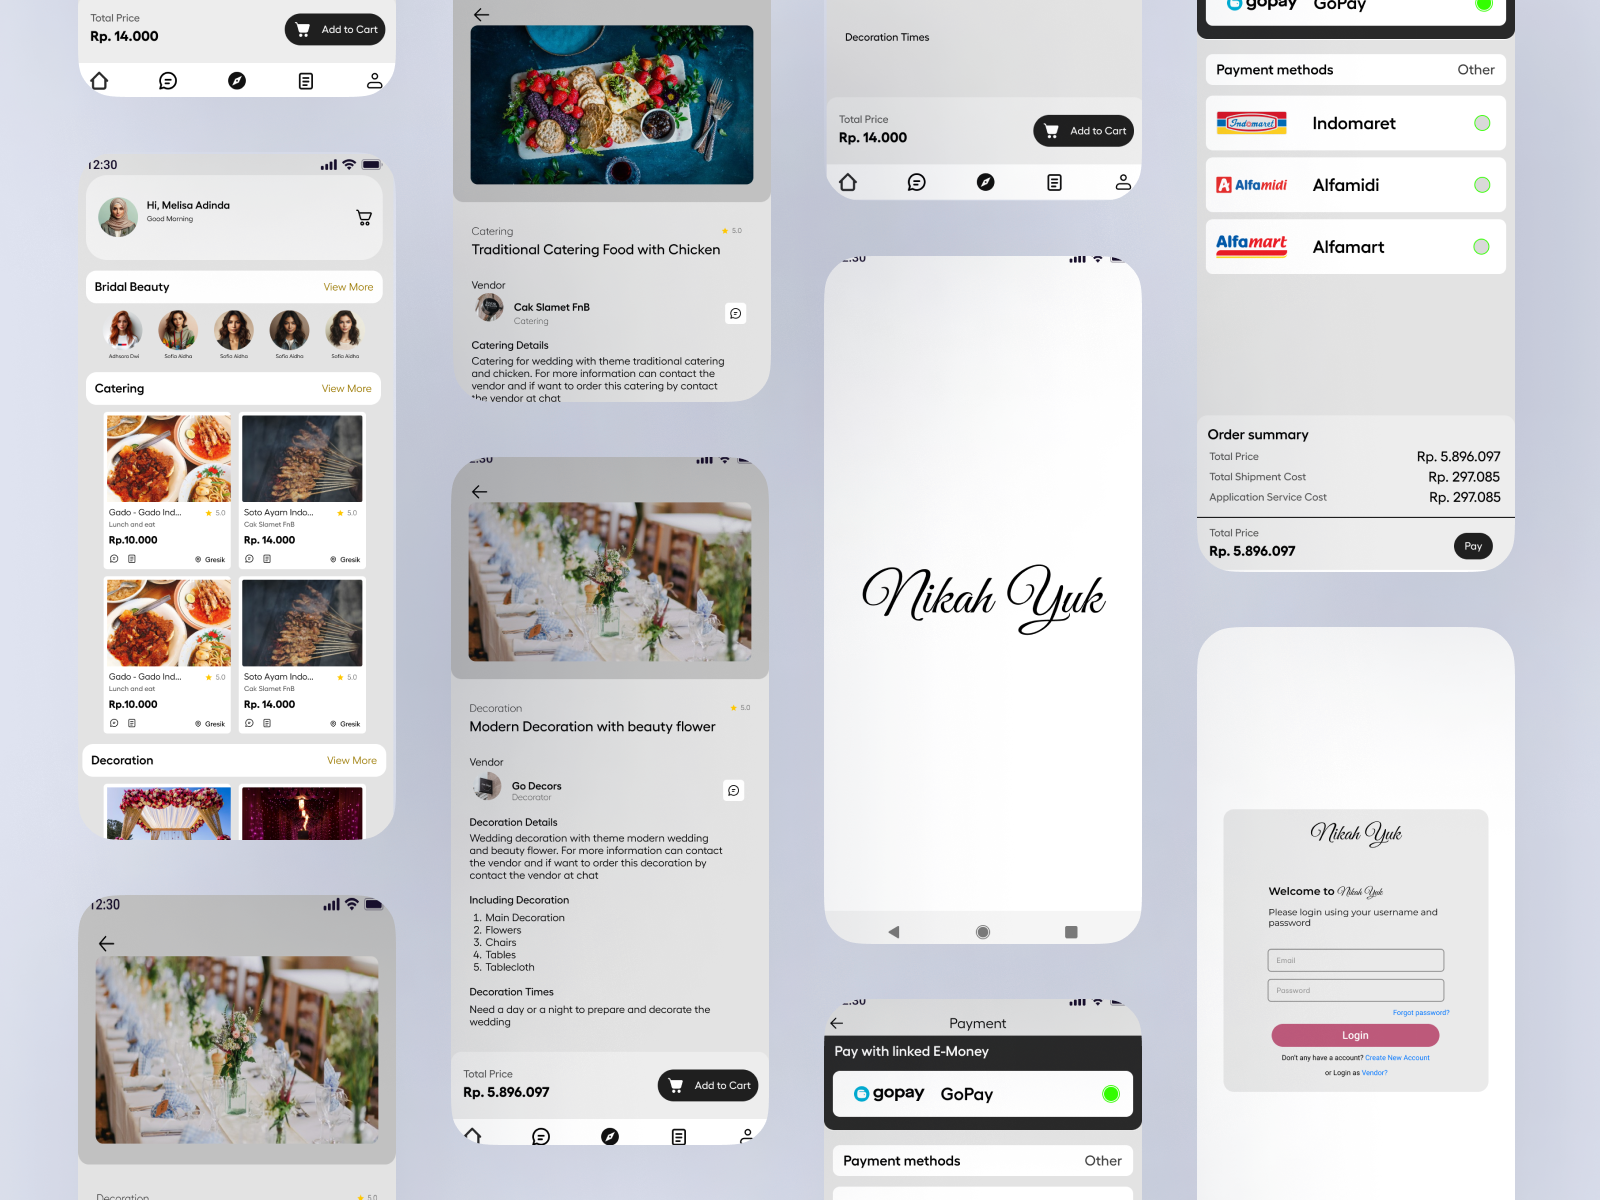 Total Price
Rp. 14.000
Add to Cart
12:30
Hi, Melisa Adinda
Good Morning
Bridal Beauty
View More
Adhsara Dwi
Sofia Aidha
Sofia Aidha
Sofia Aidha
Sofia Aidha
Catering
View More
Gado - Gado Ind...
5.0
Lunch and eat
Rp.10.000
Gresik
Soto Ayam Indo...
5.0
Cak Slamet FnB
Rp. 14.000
Gresik
Gado - Gado Ind...
5.0
Lunch and eat
Rp.10.000
Gresik
Soto Ayam Indo...
5.0
Cak Slamet FnB
Rp. 14.000
Gresik
Decoration
View More
12:30
Decoration
5.0
Catering
5.0
Traditional Catering Food with Chicken
Vendor
Cak Slamet FnB
Catering
Catering Details
Catering for wedding with theme traditional catering
and chicken. For more information can contact the
vendor and if want to order this catering by contact
the vendor at chat
2:30
Decoration
5.0
Modern Decoration with beauty flower
Vendor
Go Decors
Decorator
Decoration Details
Wedding decoration with theme modern wedding
and beauty flower. For more information can contact
the vendor and if want to order this decoration by
contact the vendor at chat
Including Decoration
1. Main Decoration
2. Flowers
3. Chairs
4. Tables
5. Tablecloth
Decoration Times
Need a day or a night to prepare and decorate the
wedding
Total Price
Rp. 5.896.097
Add to Cart
Decoration Times
Total Price
Rp. 14.000
Add to Cart
2:30
Nikah Yuk
2:30
Payment
Pay with linked E-Money
gopay
GoPay
Payment methods
Other
gopay
GoPay
Payment methods
Other
Indomaret
Indomaret
Alfamidi
Alfamidi
Alfamart
Alfamart
Order summary
Total Price
Rp. 5.896.097
Total Shipment Cost
Rp. 297.085
Application Service Cost
Rp. 297.085
Total Price
Rp. 5.896.097
Pay
Nikah Yuk
Welcome to Nikah Yuk
Please login using your username and
password
Email
Password
Forgot password?
Login
Don't any have a account? Create New Account
or Login as Vendor?